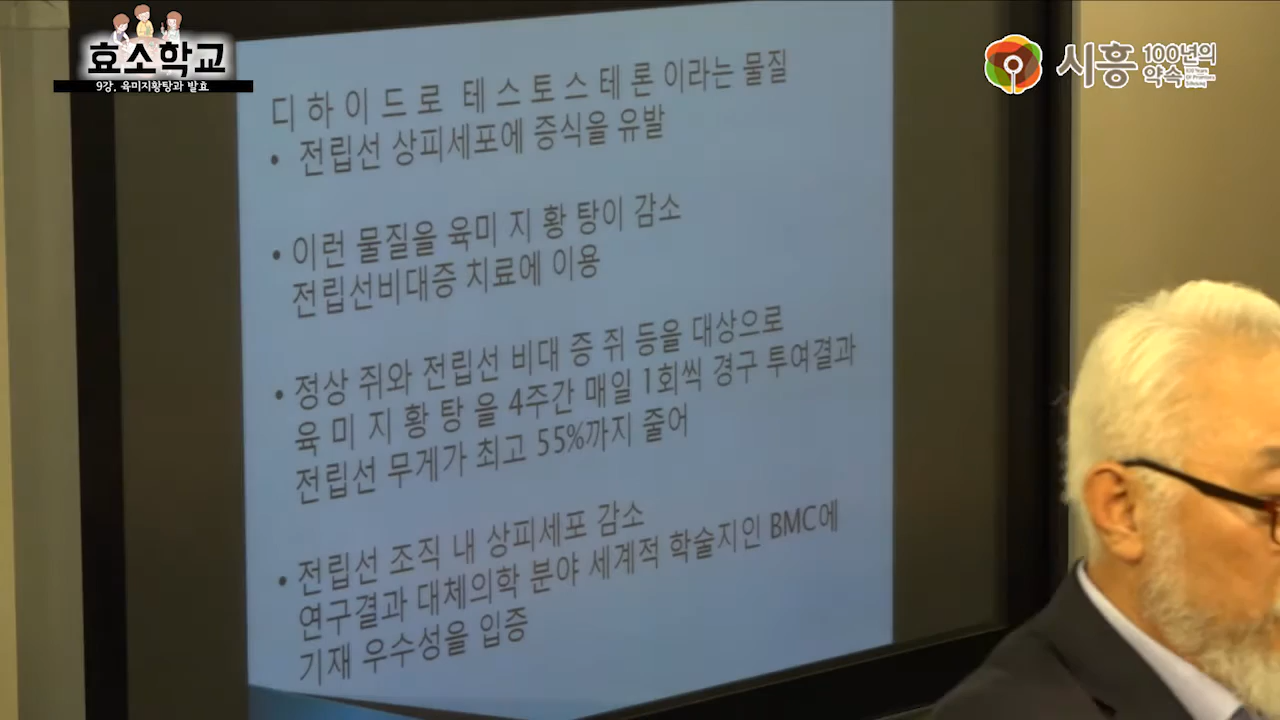 효소학교
9강. 육미지황탕과 발효
시흥
100년의
약속
디 하 이 드 로 테 스 토 스 테 론 이라는 물질
• 전립선 상피세포에 증식을 유발
• 이런 물질을 육미 지 황 탕이 감소
전립선비대증 치료에 이용
• 정상 쥐와 전립선 비대 증 쥐 등을 대상으로
육 미 지 황 탕 을 4주간 매일 1회씩 경구 투여결과
전립선 무게가 최고 55%까지 줄어
• 전립선 조직 내 상피세포 감소
연구결과 대체의학 분야 세계적 학술지인 BMC에
기재 우수성을 입증